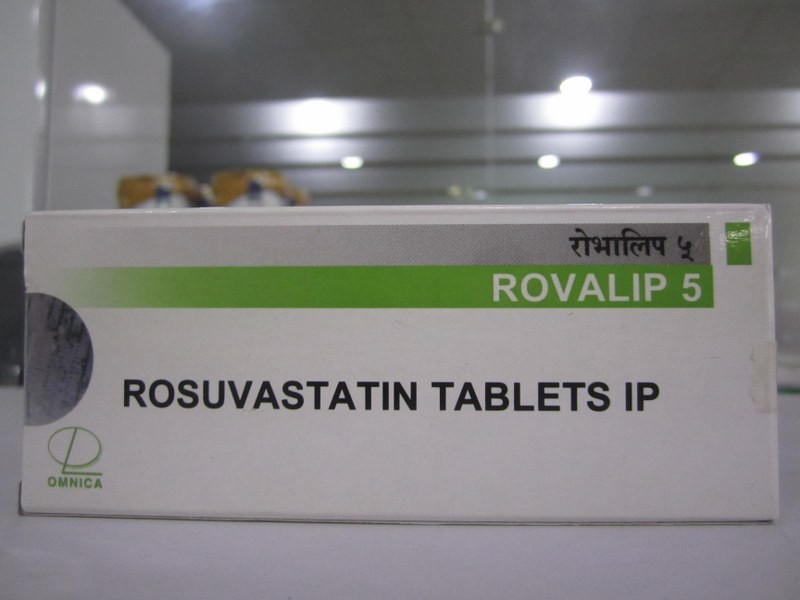 रोभालिप ५
ROVALIP 5
ROSUVASTATIN TABLETS IP
OMNICA